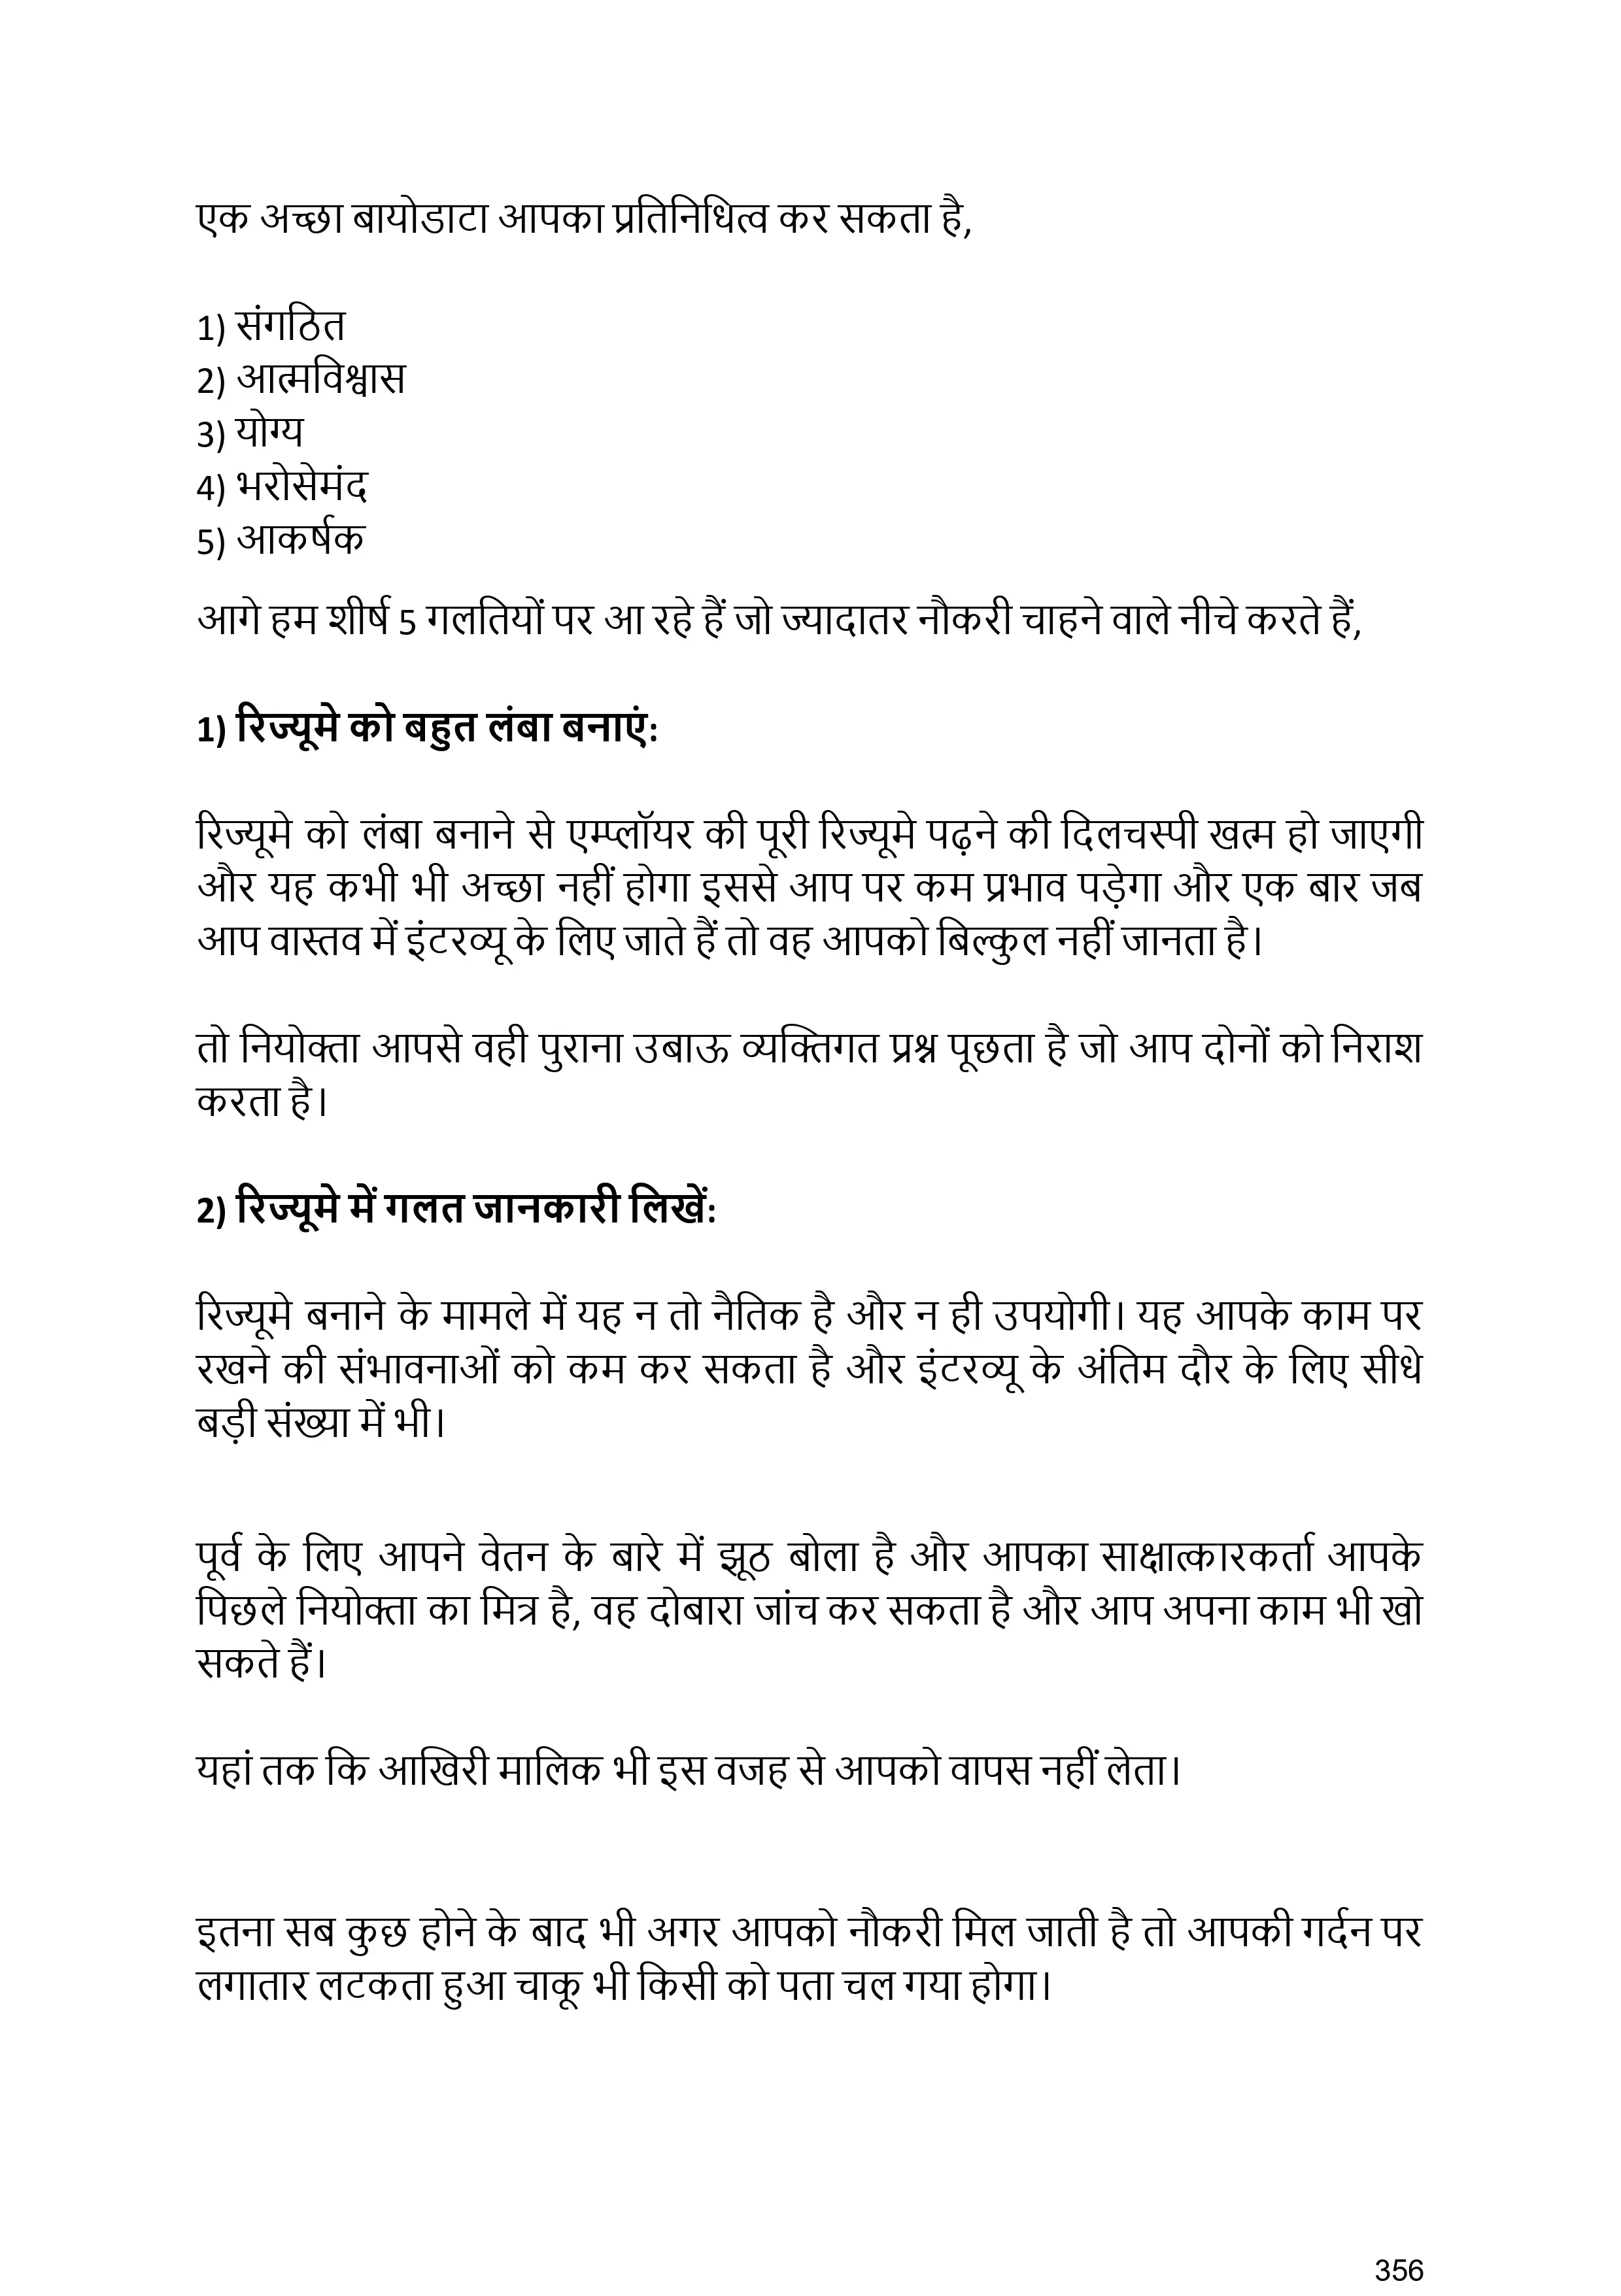 एक अच्छा बायोडाटा आपका प्रतिनिधित्व कर सकता है,
1) संगठित
2) आत्मविश्वास
3) योग्य
4) भरोसेमंद
5) आकर्षक
आगे हम शीर्ष 5 गलतियों पर आ रहे हैं जो ज्यादातर नौकरी चाहने वाले नीचे करते हैं,
1) रिज्यूमे को बहुत लंबा बनाएं:
रिज्यूमे को लंबा बनाने से एम्प्लॉयर की पूरी रिज्यूमे पढ़ने की दिलचस्पी खत्म हो जाएगी
और यह कभी भी अच्छा नहीं होगा इससे आप पर कम प्रभाव पड़ेगा और एक बार जब
आप वास्तव में इंटरव्यू के लिए जाते हैं तो वह आपको बिल्कुल नहीं जानता है।
तो नियोक्ता आपसे वही पुराना उबाऊ व्यक्तिगत प्रश्न पूछता है जो आप दोनों को निराश
करता है।
2) रिज्यूमे में गलत जानकारी लिखें:
रिज्यूमे बनाने के मामले में यह न तो नैतिक है और न ही उपयोगी। यह आपके काम पर
रखने की संभावनाओं को कम कर सकता है और इंटरव्यू के अंतिम दौर के लिए सीधे
बड़ी संख्या में भी।
पूर्व के लिए आपने वेतन के बारे में झूठ बोला है और आपका साक्षात्कारकर्ता आपके
पिछले नियोक्ता का मित्र है, वह दोबारा जांच कर सकता है और आप अपना काम भी खो
सकते हैं।
यहां तक कि आखिरी मालिक भी इस वजह से आपको वापस नहीं लेता।
इतना सब कुछ होने के बाद भी अगर आपको नौकरी मिल जाती है तो आपकी गर्दन पर
लगातार लटकता हुआ चाकू भी किसी को पता चल गया होगा।
356